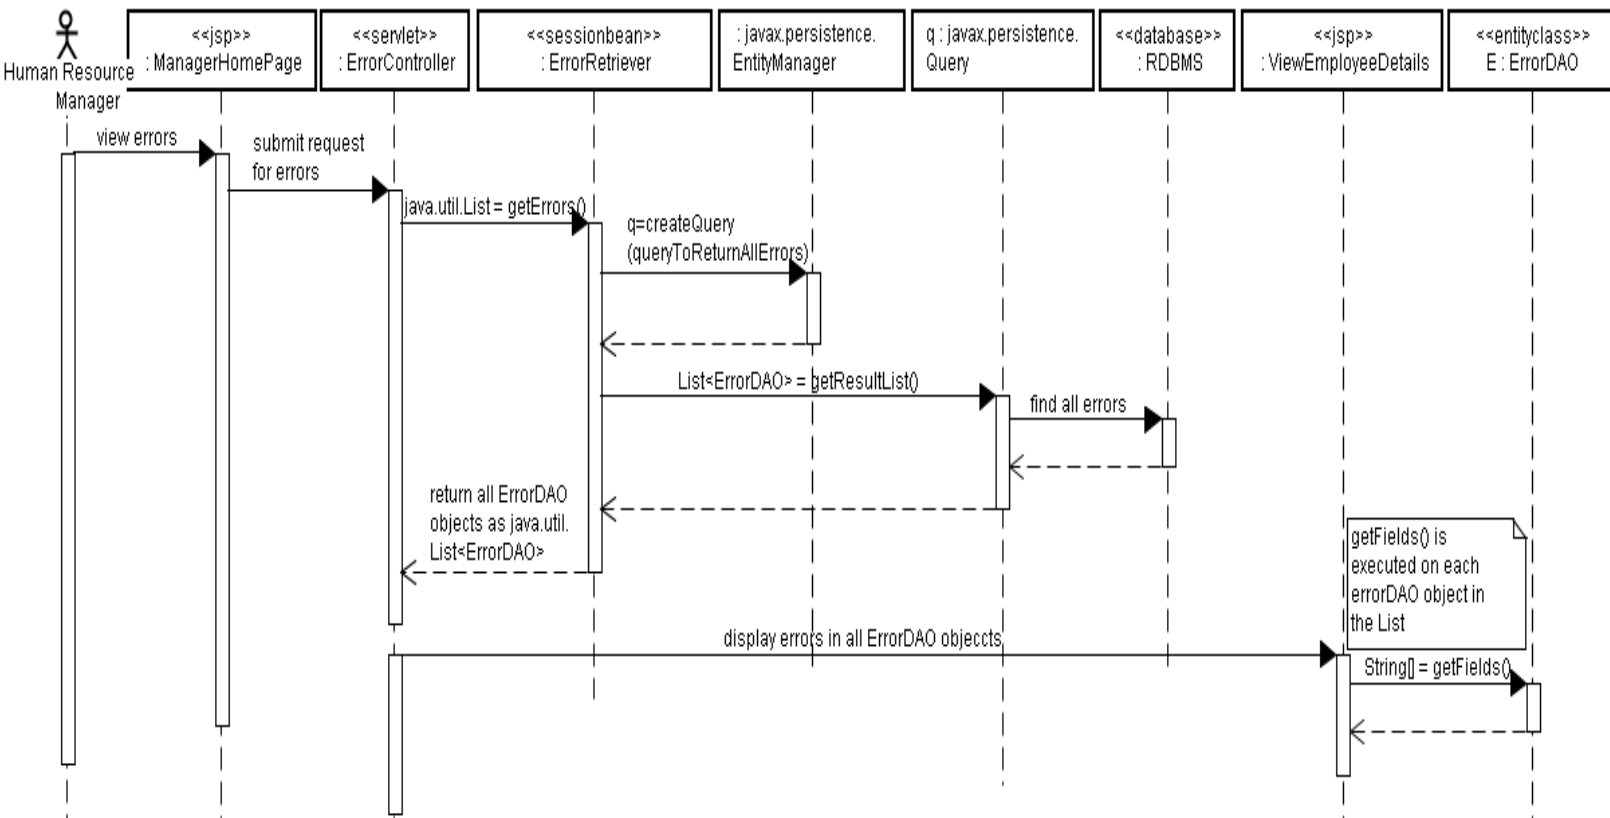 Human Resource
Manager
<<jsp>>
: ManagerHomePage
<<servlet>>
: ErrorController
<<sessionbean>>
: ErrorRetriever
: javax.persistence.
EntityManager
q : javax.persistence.
Query
<<database>>
: RDBMS
<<jsp>>
: ViewEmployeeDetails
<<entityclass>>
E : ErrorDAO
view errors
submit request
for errors
java.util.List = getErrors()
q=createQuery
(queryToReturnAllErrors)
List<ErrorDAO> = getResultList()
find all errors
return all ErrorDAO
objects as java.util.
List<ErrorDAO>
getFields() is
executed on each
errorDAO object in
the List
display errors in all ErrorDAO objeccts
String[] = getFields()